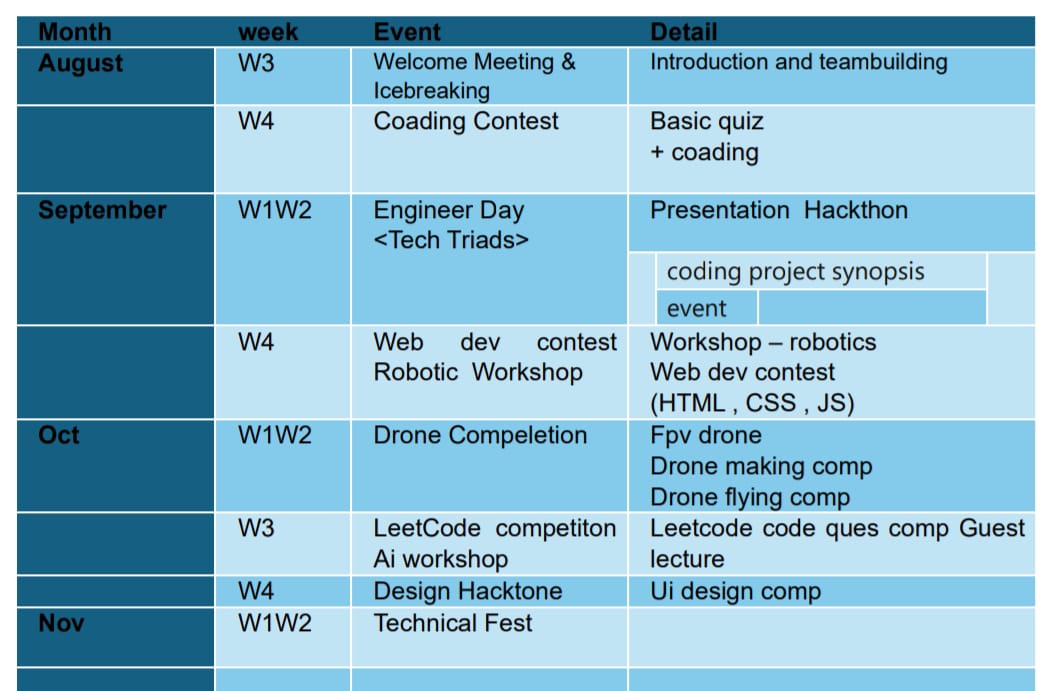 Month week Event Detail
August W3 Welcome Meeting & Introduction and teambuilding
Icebreaking
W4 Coading Contest Basic quiz
+ coading
September W1W2 Engineer Day Presentation Hackthon
<Tech Triads>
coding project synopsis
event
W4 Web dev contest Workshop – robotics
Robotic Workshop Web dev contest
(HTML , CSS , JS)
Oct W1W2 Drone Compeletion Fpv drone
Drone making comp
Drone flying comp
W3 LeetCode competiton Leetcode code ques comp Guest
Ai workshop lecture
W4 Design Hacktone Ui design comp
Nov W1W2 Technical Fest